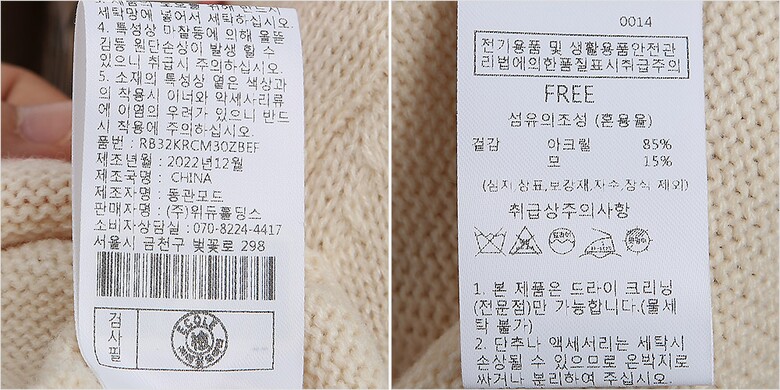 세탁망에 넣어서 세탁하십시오.
4. 특성상 마찰등에 의해 올뜯
김등 원단손상이 발생 할 수
있으니 취급시 주의하십시오.
5. 소재의 특성상 옅은 색상과
의 착용시 이너와 악세사리류
에 이염의 우려가 있으니 반드
시 착용에 주의하십시오.
품번 : RB32KRCM30ZBEF
제조년월 : 2022년12월
제조국명 : CHINA
제조자명 : 동관모드
판매자명 : (주)위듀홀딩스
소비자상담실 : 070-8224-4417
서울시 금천구 벚꽃로 298
검사필
ECOLE
0014
전기용품 및 생활용품안전관
리법에의한품질표시취급주의
FREE
섬유의조성 (혼용율)
겉감 아크릴 85%
모 15%
(심지,상표,보강재,자수,장식 제외)
취급상주의사항
1. 본 제품은 드라이 크리닝
(전문점)만 가능합니다.(물세
탁 불가)
2. 단추나 액세서리는 세탁시
손상될 수 있으므로 은박지로
싸거나 분리하여 주십시오.